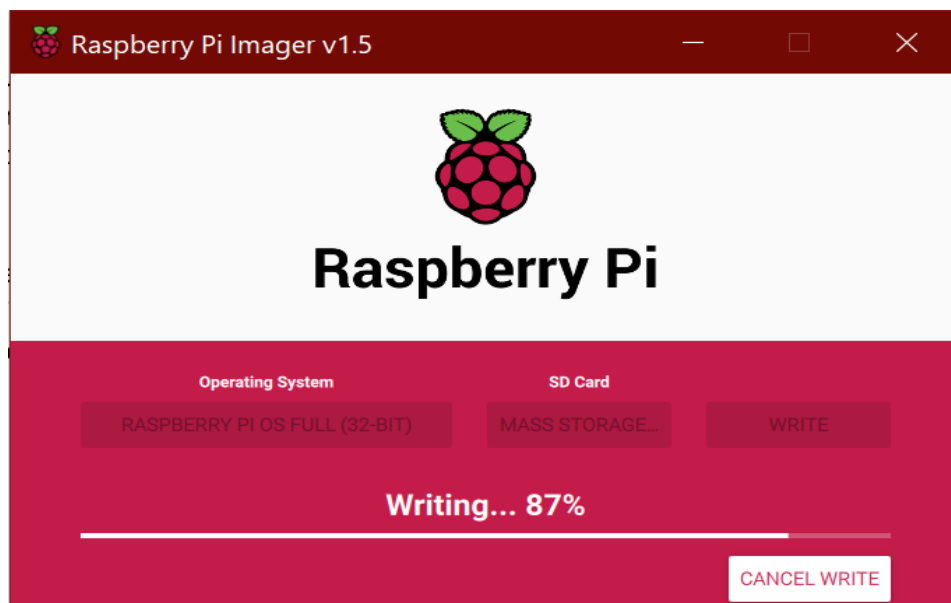 Raspberry Pi Imager v1.5
Raspberry Pi
Operating System
SD Card
RASPBERRY PI OS FULL (32-BIT)
MASS STORAGE...
WRITE
Writing... 87%
CANCEL WRITE